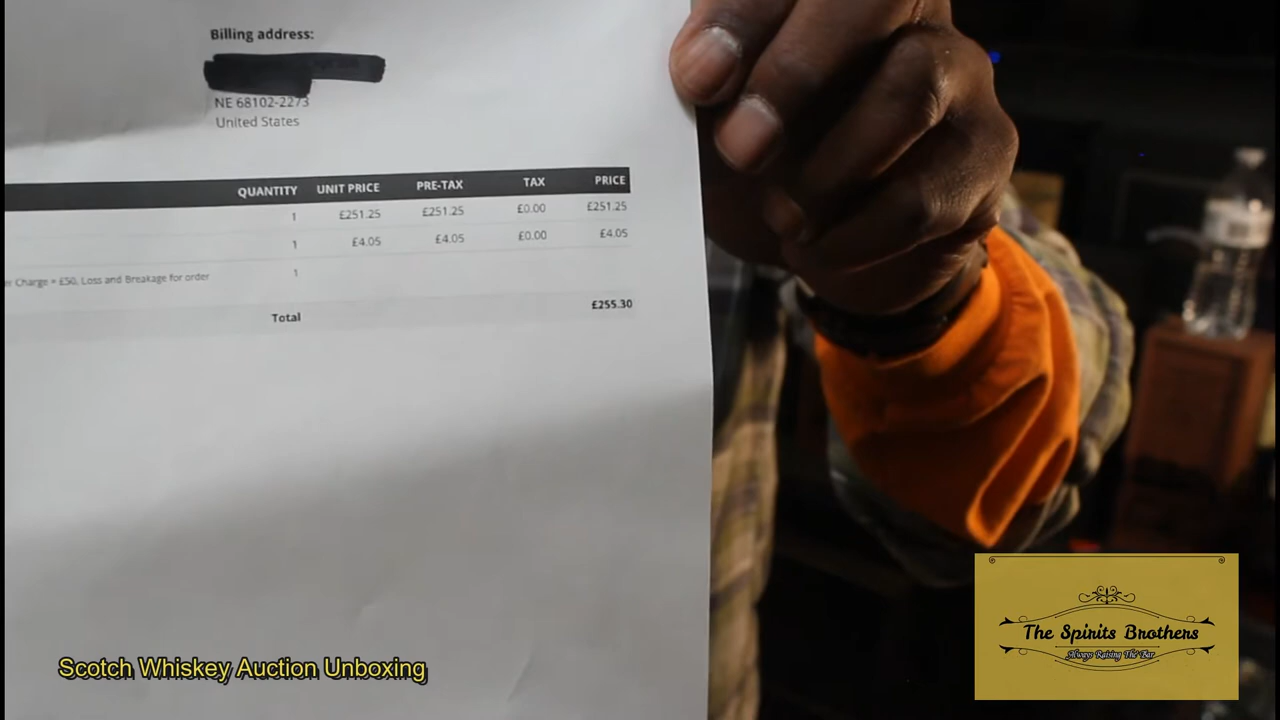 Billing address:
NE 68102-2273
United States
QUANTITY UNIT PRICE PRE-TAX TAX PRICE
1 £251.25 £251.25 £0.00 £251.25
1 £4.05 £4.05 £0.00 £4.05
Charge = £50, Loss and Breakage for order 1
Total £255.30
Scotch Whiskey Auction Unboxing
The Spirits Brothers
Always Raising The Bar